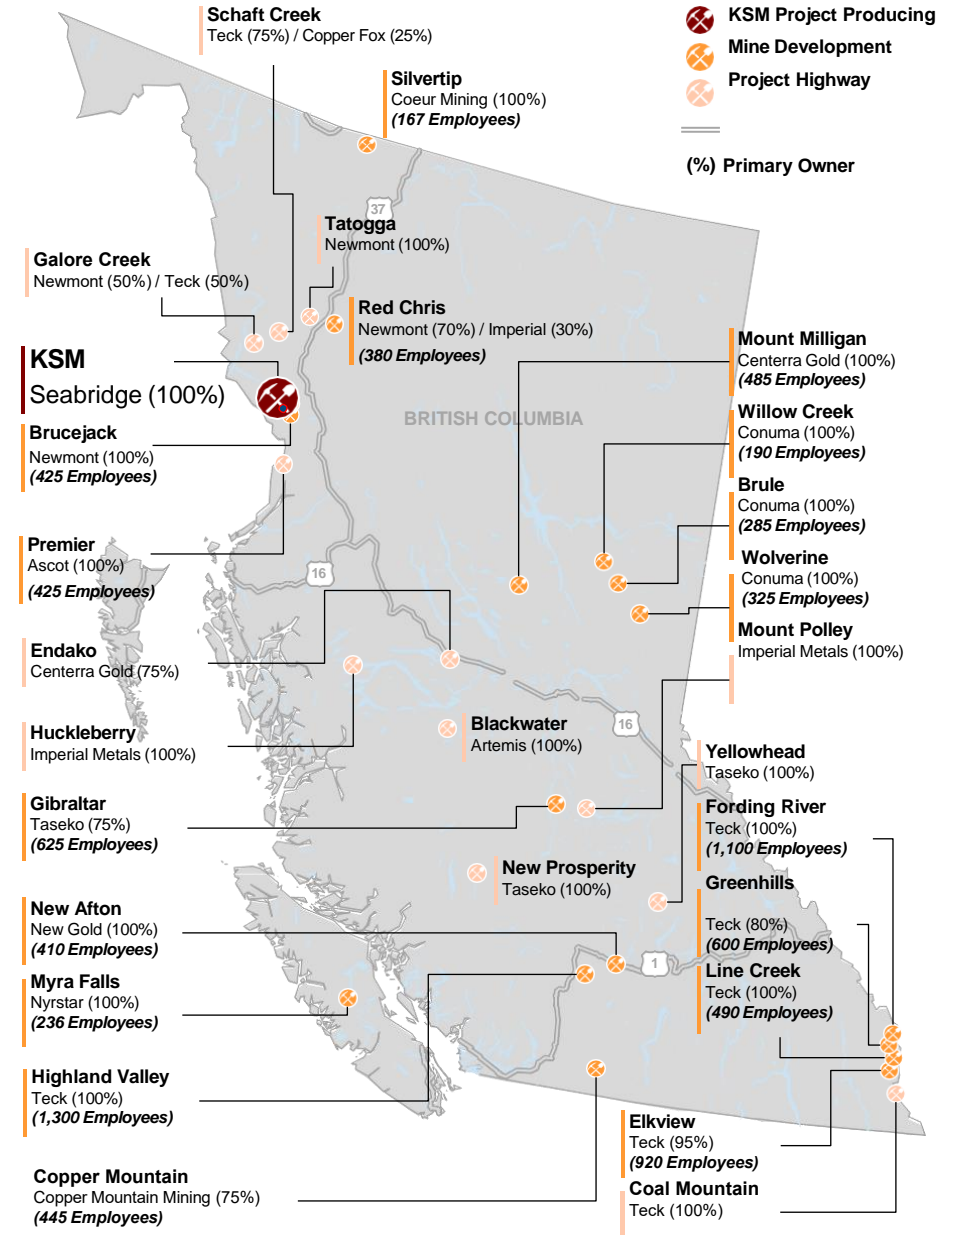 Schaft Creek
Teck (75%) / Copper Fox (25%)
KSM Project Producing
Mine Development
Project Highway
(%) Primary Owner
Silvertip
Coeur Mining (100%)
(167 Employees)
37
Tatogga
Newmont (100%)
Galore Creek
Newmont (50%) / Teck (50%)
Red Chris
Newmont (70%) / Imperial (30%)
(380 Employees)
KSM
Seabridge (100%)
BRITISH COLUMBIA
Mount Milligan
Centerra Gold (100%)
(485 Employees)
Willow Creek
Conuma (100%)
(190 Employees)
Brucejack
Newmont (100%)
(425 Employees)
Brule
Conuma (100%)
(285 Employees)
Premier
Ascot (100%)
(425 Employees)
16
Wolverine
Conuma (100%)
(325 Employees)
Mount Polley
Imperial Metals (100%)
Endako
Centerra Gold (75%)
Huckleberry
Imperial Metals (100%)
Blackwater
Artemis (100%)
16
Yellowhead
Taseko (100%)
Gibraltar
Taseko (75%)
(625 Employees)
Fording River
Teck (100%)
(1,100 Employees)
New Prosperity
Taseko (100%)
Greenhills
Teck (80%)
(600 Employees)
New Afton
New Gold (100%)
(410 Employees)
1
Line Creek
Teck (100%)
(490 Employees)
Myra Falls
Nyrstar (100%)
(236 Employees)
Highland Valley
Teck (100%)
(1,300 Employees)
Elkview
Teck (95%)
(920 Employees)
Copper Mountain
Copper Mountain Mining (75%)
(445 Employees)
Coal Mountain
Teck (100%)